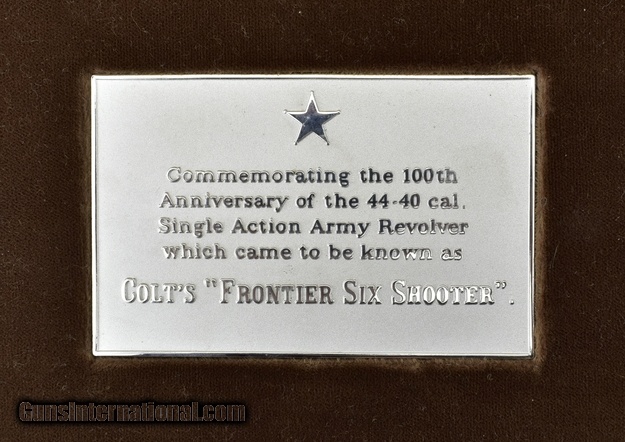 Commemorating the 100th
Anniversary of the 44-40 cal.
Single Action Army Revolver
which came to be known as
COLT'S "FRONTIER SIX SHOOTER".
GunsInternational.com